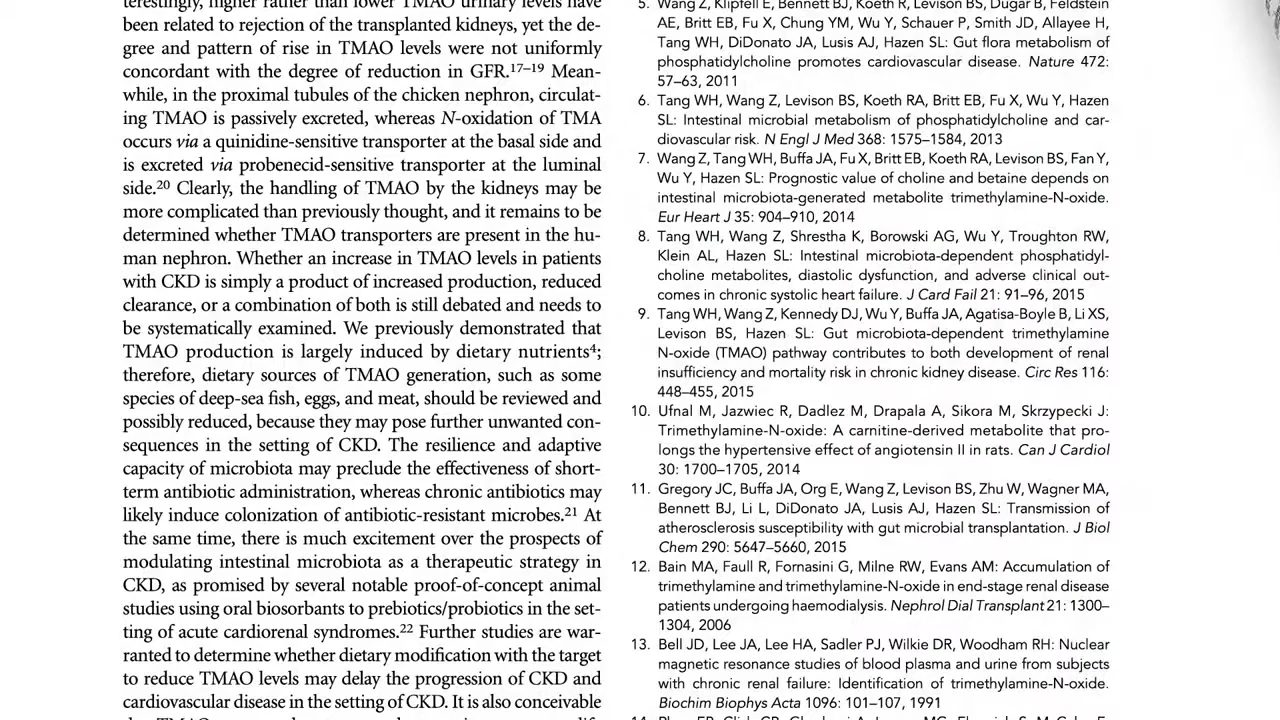 terestingly, higher rather than lower TMAO urinary levels have
been related to rejection of the transplanted kidneys, yet the de-
gree and pattern of rise in TMAO levels were not uniformly
concordant with the degree of reduction in GFR.17–19 Mean-
while, in the proximal tubules of the chicken nephron, circulat-
ing TMAO is passively excreted, whereas N-oxidation of TMA
occurs via a quinidine-sensitive transporter at the basal side and
is excreted via probenecid-sensitive transporter at the luminal
side.20 Clearly, the handling of TMAO by the kidneys may be
more complicated than previously thought, and it remains to be
determined whether TMAO transporters are present in the hu-
man nephron. Whether an increase in TMAO levels in patients
with CKD is simply a product of increased production, reduced
clearance, or a combination of both is still debated and needs to
be systematically examined. We previously demonstrated that
TMAO production is largely induced by dietary nutrients4;
therefore, dietary sources of TMAO generation, such as some
species of deep-sea fish, eggs, and meat, should be reviewed and
possibly reduced, because they may pose further unwanted con-
sequences in the setting of CKD. The resilience and adaptive
capacity of microbiota may preclude the effectiveness of short-
term antibiotic administration, whereas chronic antibiotics may
likely induce colonization of antibiotic-resistant microbes.21 At
the same time, there is much excitement over the prospects of
modulating intestinal microbiota as a therapeutic strategy in
CKD, as promised by several notable proof-of-concept animal
studies using oral biosorbants to prebiotics/probiotics in the set-
ting of acute cardiorenal syndromes.22 Further studies are war-
ranted to determine whether dietary modification with the target
to reduce TMAO levels may delay the progression of CKD and
cardiovascular disease in the setting of CKD. It is also conceivable
5. Wang Z, Klipfell E, Bennett BJ, Koeth R, Levison BS, Dugar B, Feldstein
AE, Britt EB, Fu X, Chung YM, Wu Y, Schauer P, Smith JD, Allayee H,
Tang WH, DiDonato JA, Lusis AJ, Hazen SL: Gut flora metabolism of
phosphatidylcholine promotes cardiovascular disease. Nature 472:
57–63, 2011
6. Tang WH, Wang Z, Levison BS, Koeth RA, Britt EB, Fu X, Wu Y, Hazen
SL: Intestinal microbial metabolism of phosphatidylcholine and car-
diovascular risk. N Engl J Med 368: 1575–1584, 2013
7. Wang Z, Tang WH, Buffa JA, Fu X, Britt EB, Koeth RA, Levison BS, Fan Y,
Wu Y, Hazen SL: Prognostic value of choline and betaine depends on
intestinal microbiota-generated metabolite trimethylamine-N-oxide.
Eur Heart J 35: 904–910, 2014
8. Tang WH, Wang Z, Shrestha K, Borowski AG, Wu Y, Troughton RW,
Klein AL, Hazen SL: Intestinal microbiota-dependent phosphatidyl-
choline metabolites, diastolic dysfunction, and adverse clinical out-
comes in chronic systolic heart failure. J Card Fail 21: 91–96, 2015
9. Tang WH, Wang Z, Kennedy DJ, Wu Y, Buffa JA, Agatisa-Boyle B, Li XS,
Levison BS, Hazen SL: Gut microbiota-dependent trimethylamine
N-oxide (TMAO) pathway contributes to both development of renal
insufficiency and mortality risk in chronic kidney disease. Circ Res 116:
448–455, 2015
10. Ufnal M, Jazwiec R, Dadlez M, Drapala A, Sikora M, Skrzypecki J:
Trimethylamine-N-oxide: A carnitine-derived metabolite that pro-
longs the hypertensive effect of angiotensin II in rats. Can J Cardiol
30: 1700–1705, 2014
11. Gregory JC, Buffa JA, Org E, Wang Z, Levison BS, Zhu W, Wagner MA,
Bennett BJ, Li L, DiDonato JA, Lusis AJ, Hazen SL: Transmission of
atherosclerosis susceptibility with gut microbial transplantation. J Biol
Chem 290: 5647–5660, 2015
12. Bain MA, Faull R, Fornasini G, Milne RW, Evans AM: Accumulation of
trimethylamine and trimethylamine-N-oxide in end-stage renal disease
patients undergoing haemodialysis. Nephrol Dial Transplant 21: 1300–
1304, 2006
13. Bell JD, Lee JA, Lee HA, Sadler PJ, Wilkie DR, Woodham RH: Nuclear
magnetic resonance studies of blood plasma and urine from subjects
with chronic renal failure: Identification of trimethylamine-N-oxide.
Biochim Biophys Acta 1096: 101–107, 1991